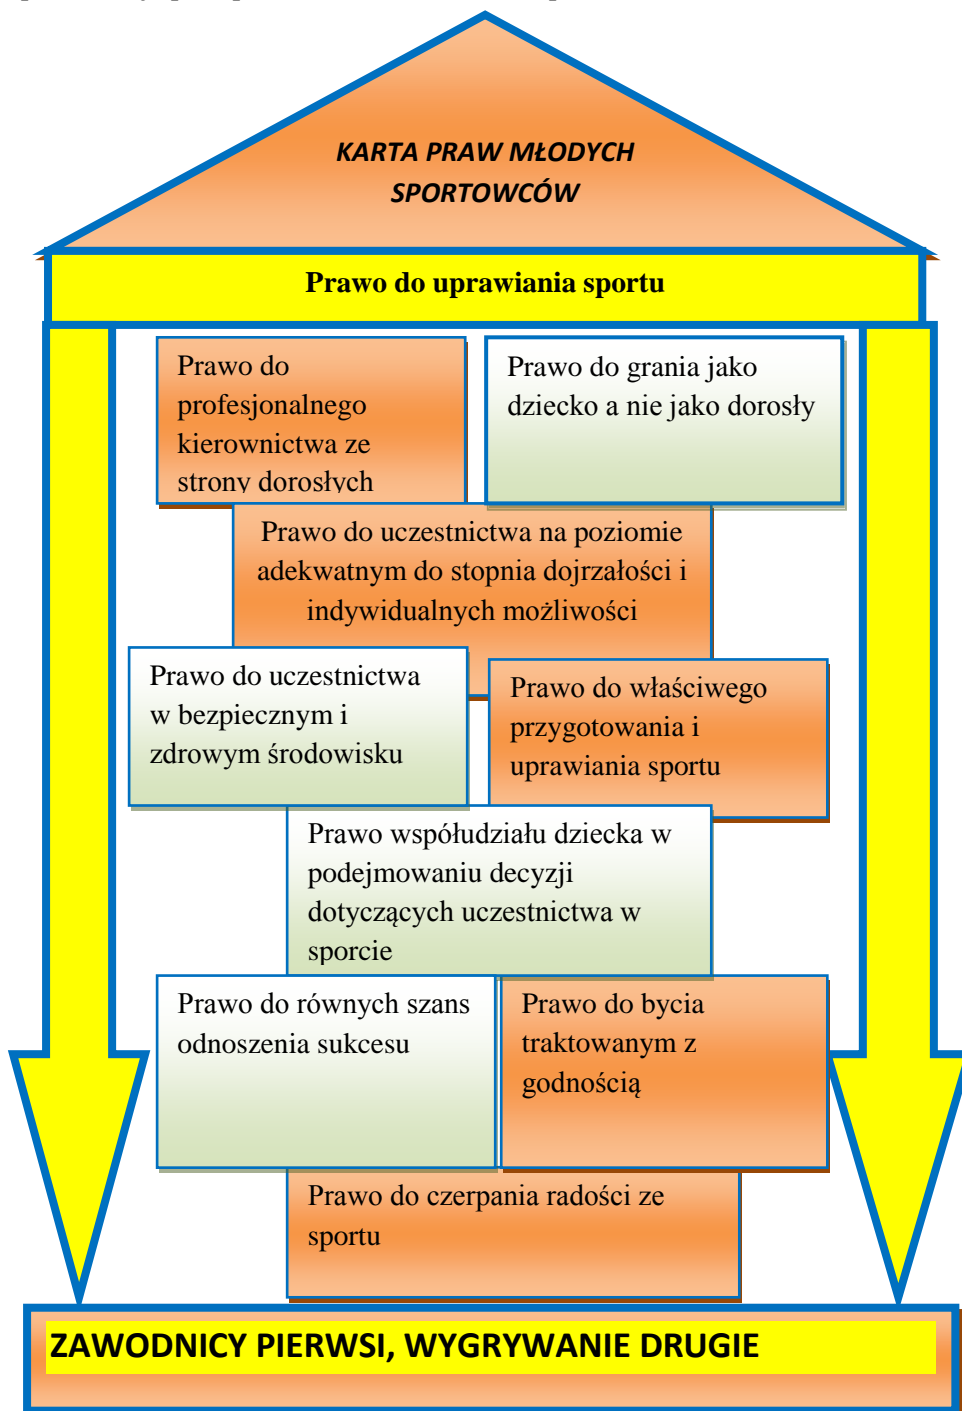 KARTA PRAW MŁODYCH
SPORTOWCÓW
Prawo do uprawiania sportu
Prawo do
profesjonalnego
kierownictwa ze
strony dorosłych
Prawo do grania jako
dziecko a nie jako dorosły
Prawo do uczestnictwa na poziomie
adekwatnym do stopnia dojrzałości i
indywidualnych możliwości
Prawo do uczestnictwa
w bezpiecznym i
zdrowym środowisku
Prawo do właściwego
przygotowania i
uprawiania sportu
Prawo współudziału dziecka w
podejmowaniu decyzji
dotyczących uczestnictwa w
sporcie
Prawo do równych szans
odnoszenia sukcesu
Prawo do bycia
traktowanym z
godnością
Prawo do czerpania radości ze
sportu
ZAWODNICY PIERWSI, WYGRYWANIE DRUGIE